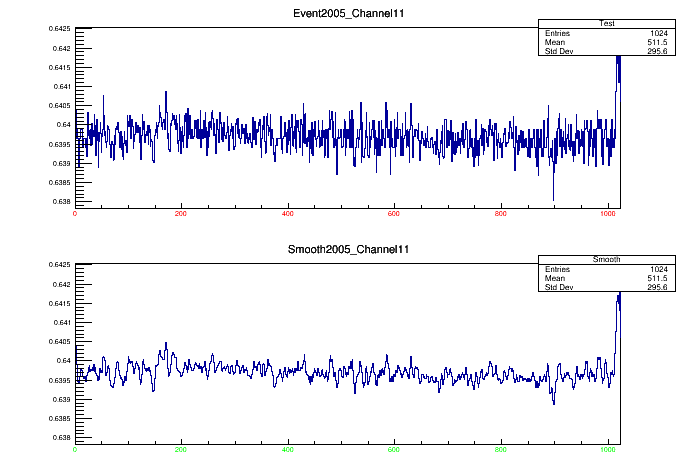 Event2005_Channel11
Test
Entries 1024
Mean 511.5
Std Dev 295.6
0.6425
0.642
0.6415
0.641
0.6405
0.64
0.6395
0.639
0.6385
0.638
0 200 400 600 800 1000
Smooth2005_Channel11
Smooth
Entries 1024
Mean 511.5
Std Dev 295.6
0.6425
0.642
0.6415
0.641
0.6405
0.64
0.6395
0.639
0.6385
0.638
0 200 400 600 800 1000